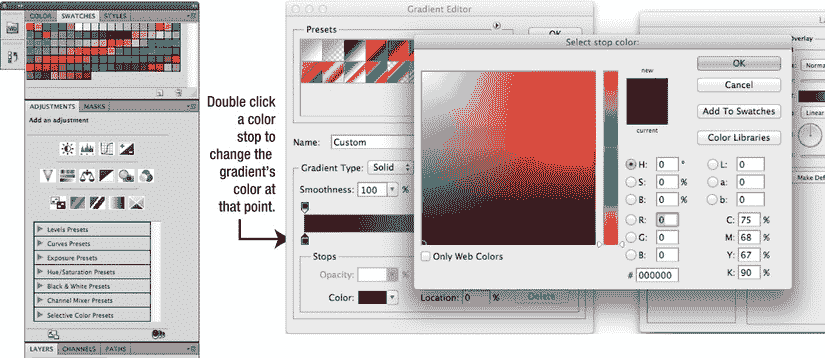 COLOR SWATCHES STYLES
ADJUSTMENTS MASKS
Add an adjustment
Levels Presets
Curves Presets
Exposure Presets
Hue/Saturation Presets
Black & White Presets
Channel Mixer Presets
Selective Color Presets
LAYERS CHANNELS PATHS
Double click
a color
stop to
change the
gradient's
color at
that point.
Gradient Editor
Presets
OK
Name: Custom
Gradient Type: Solid
Smoothness: 100 %
Stops
Opacity: %
Color: Location: 0 % Delete
Select stop color:
new
current
OK
Cancel
Add To Swatches
Color Libraries
H: 0 °
S: 0 %
B: 0 %
R: 0
G: 0
B: 0
# 000000
L: 0
a: 0
b: 0
C: 75 %
M: 68 %
Y: 67 %
K: 90 %
Only Web Colors
Overlay
Norma
Linear
Make Def